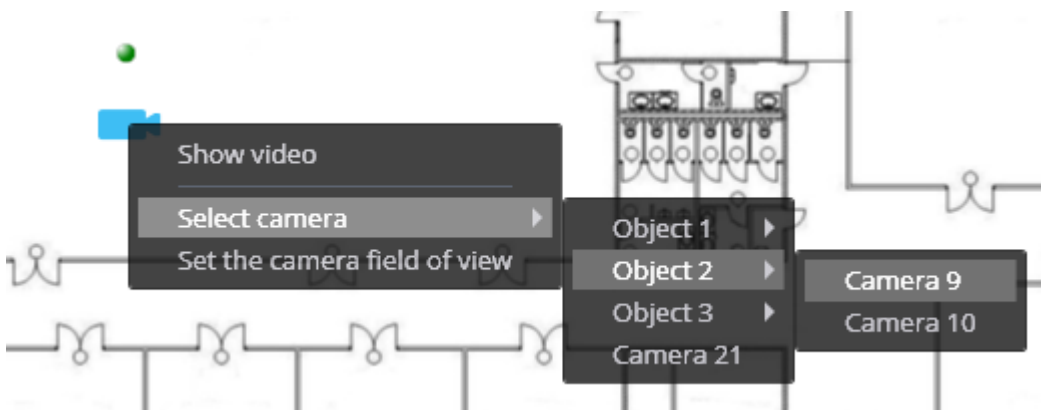 Show video
Select camera
Set the camera field of view
Object 1
Object 2
Object 3
Camera 21
Camera 9
Camera 10